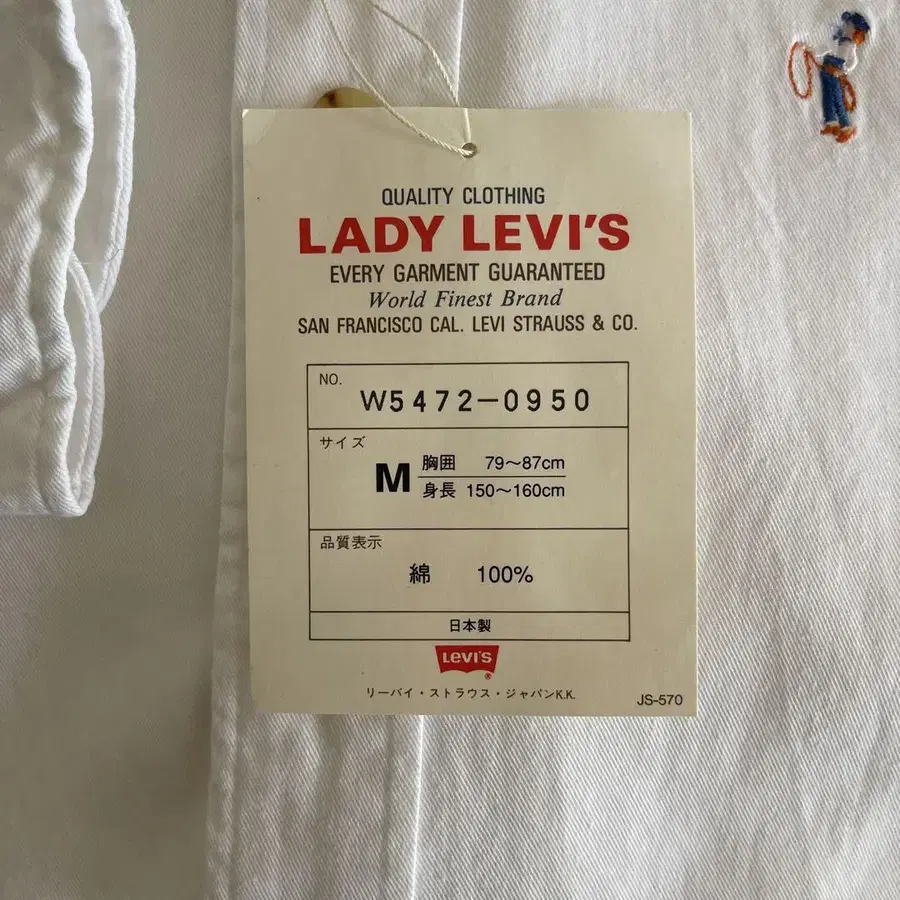 QUALITY CLOTHING
LADY LEVI'S
EVERY GARMENT GUARANTEED
World Finest Brand
SAN FRANCISCO CAL. LEVI STRAUSS & CO.
NO.
W5472-0950
サイズ
M 胸囲 79～87cm
身長 150～160cm
品質表示
綿 100%
日本製
LEVI'S®
リーバイ・ストラウス・ジャパンK.K.
JS-570